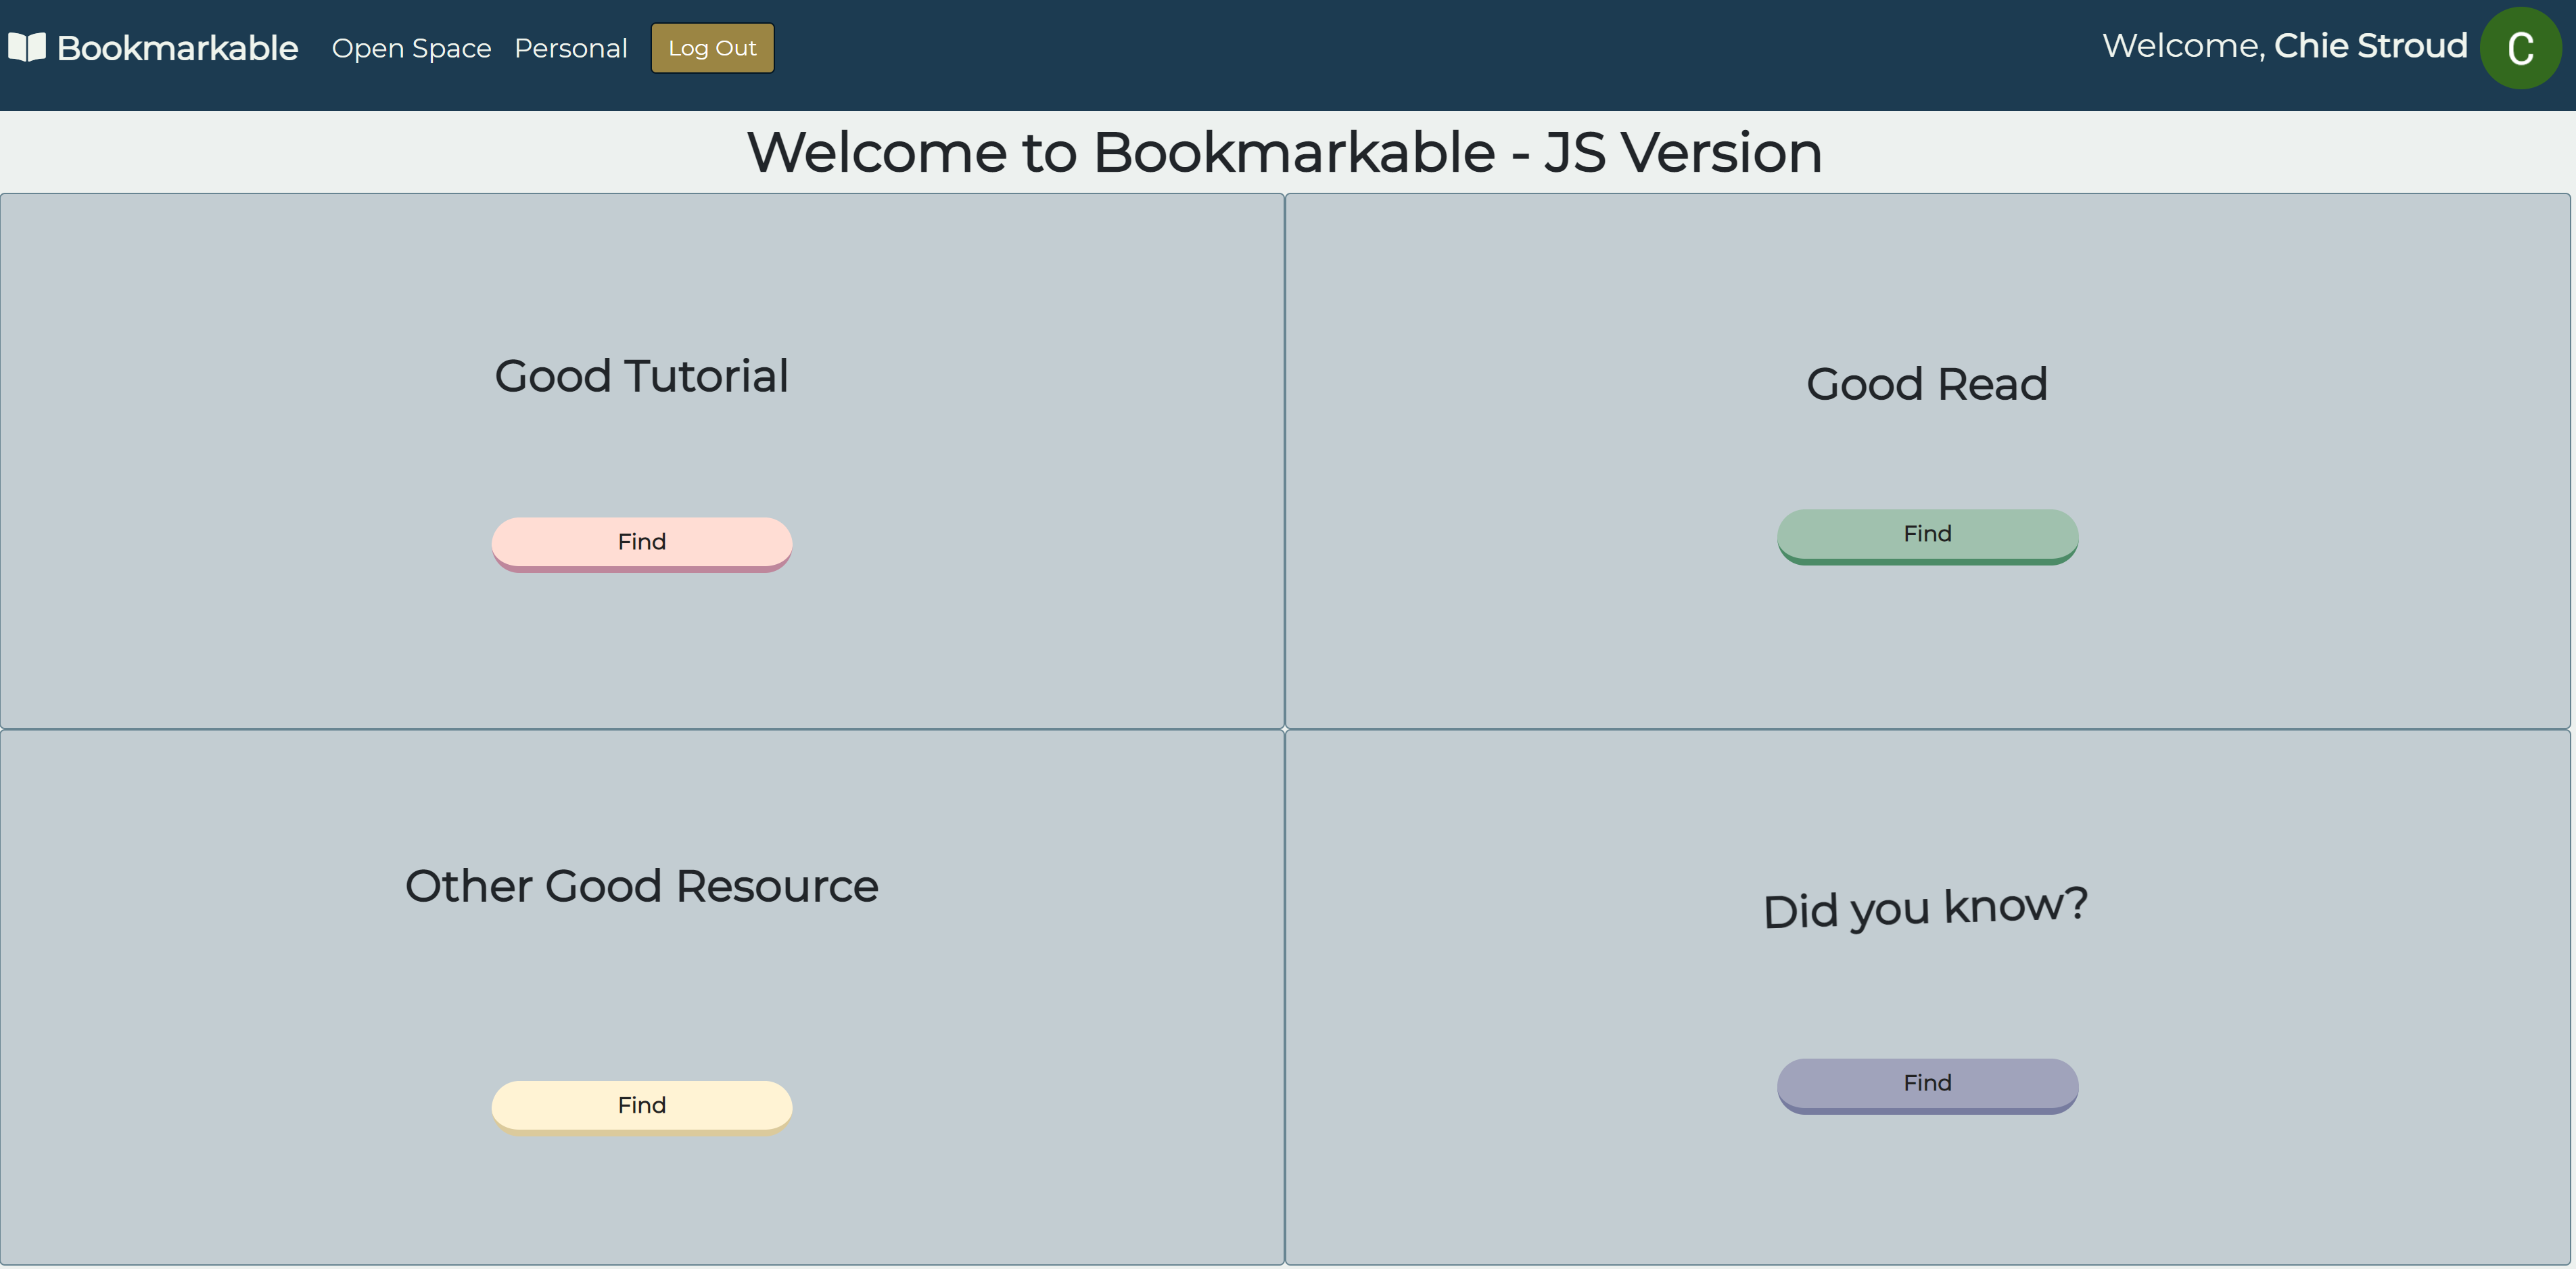 Bookmarkable Open Space Personal Log Out Welcome, Chie Stroud C
Welcome to Bookmarkable - JS Version
Good Tutorial
Find
Good Read
Find
Other Good Resource
Find
Did you know?
Find